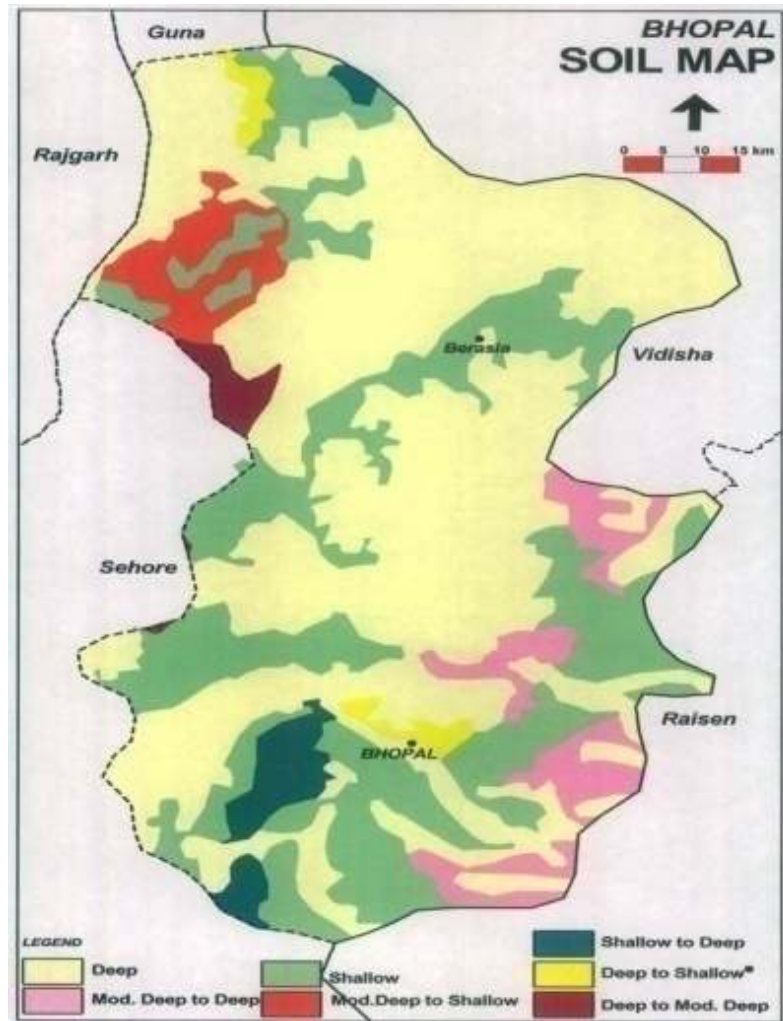 BHOPAL
SOIL MAP
Guna
Rajgarh
0 5 10 15 km
Berasia
Vidisha
Sehore
Raisen
BHOPAL
LEGEND
Deep
Mod. Deep to Deep
Shallow
Mod.Deep to Shallow
Shallow to Deep
Deep to Shallow*
Deep to Mod. Deep